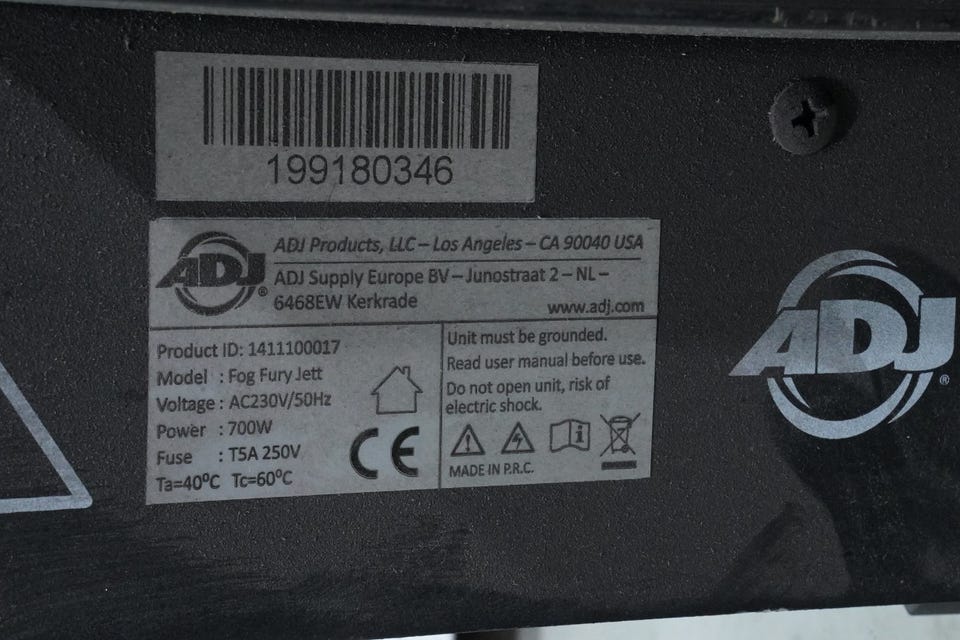 199180346
ADJ®
ADJ Products, LLC – Los Angeles – CA 90040 USA
ADJ Supply Europe BV – Junostraat 2 – NL –
6468EW Kerkrade
www.adj.com
Product ID: 1411100017
Model : Fog Fury Jett
Voltage : AC230V/50Hz
Power : 700W
Fuse : T5A 250V
Ta=40°C Tc=60°C
CE
Unit must be grounded.
Read user manual before use.
Do not open unit, risk of
electric shock.
MADE IN P.R.C.
ADJ®